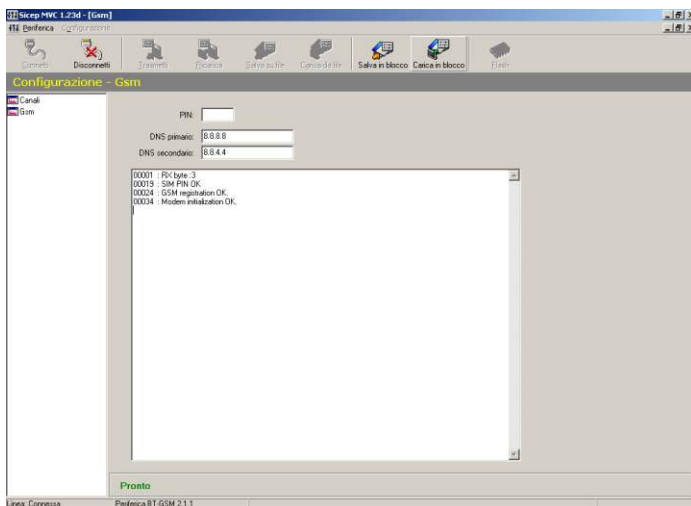 Sicep MVC 1.23d - [Gsm]
Periferica Configurazione
Connetti Disconnetti Trasmetti Ricarica Salva su file Carica da file Salva in blocco Carica in blocco Flash
Configurazione - Gsm
Canali
Gsm
PIN:
DNS primario: 8.8.8.8
DNS secondario: 8.8.4.4
00001 : RX byte :3
00019 : SIM PIN OK
00024 : GSM registration OK.
00034 : Modem initialization OK.
Pronto
Linea: Connessa Periferica BT-GSM 2.1.1